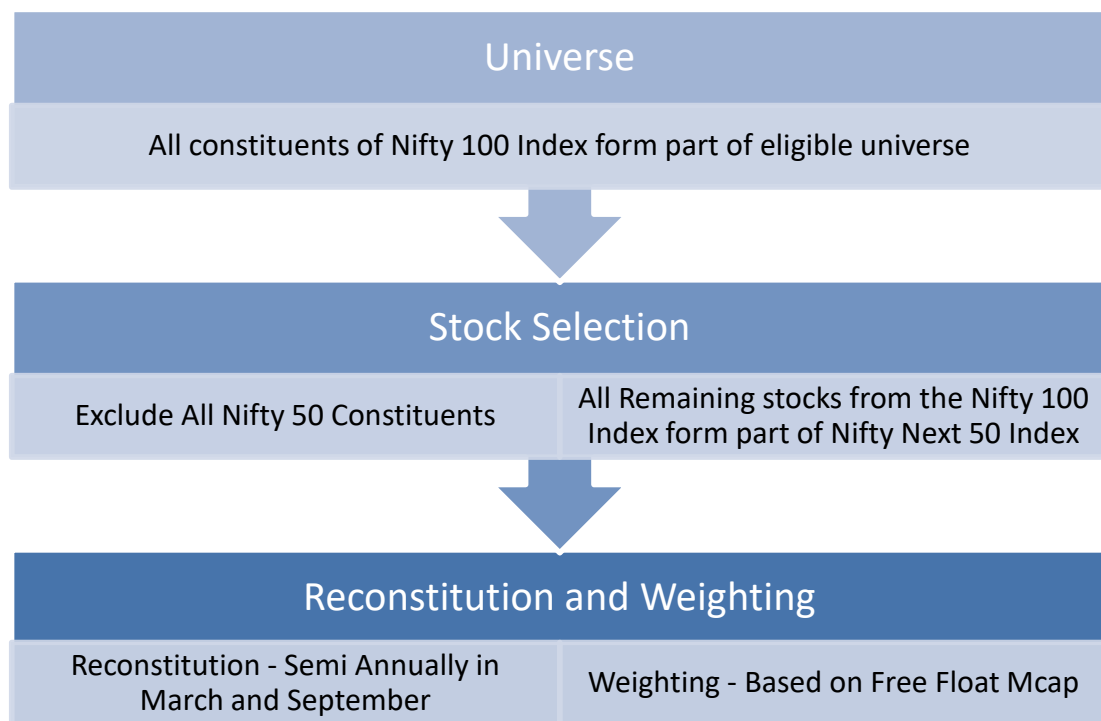 Universe
All constituents of Nifty 100 Index form part of eligible universe
Stock Selection
Exclude All Nifty 50 Constituents
All Remaining stocks from the Nifty 100
Index form part of Nifty Next 50 Index
Reconstitution and Weighting
Reconstitution - Semi Annually in
March and September
Weighting - Based on Free Float Mcap